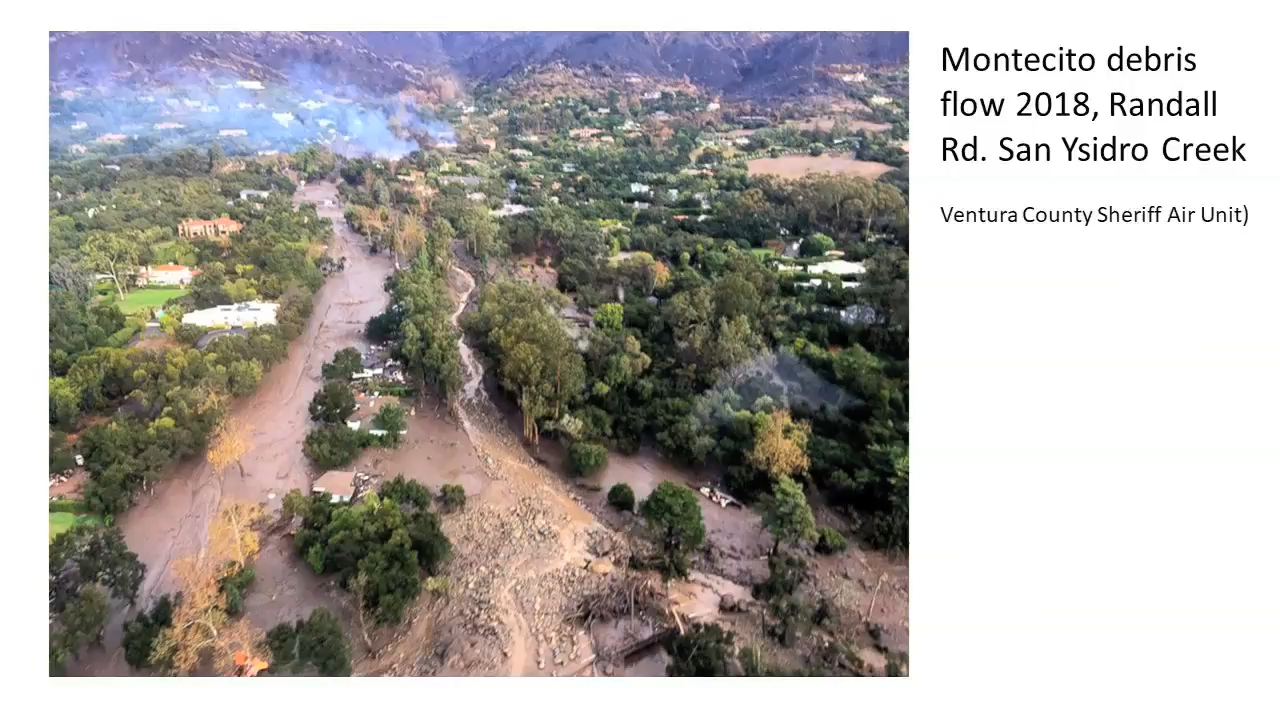 Montecito debris
flow 2018, Randall
Rd. San Ysidro Creek
Ventura County Sheriff Air Unit)